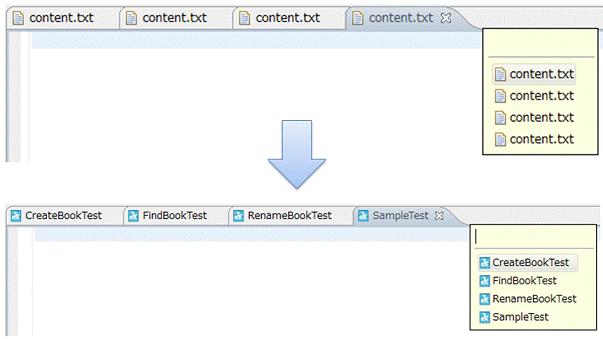 content.txt content.txt content.txt content.txt
content.txt
content.txt
content.txt
content.txt
CreateBookTest FindBookTest RenameBookTest SampleTest
CreateBookTest
FindBookTest
RenameBookTest
SampleTest